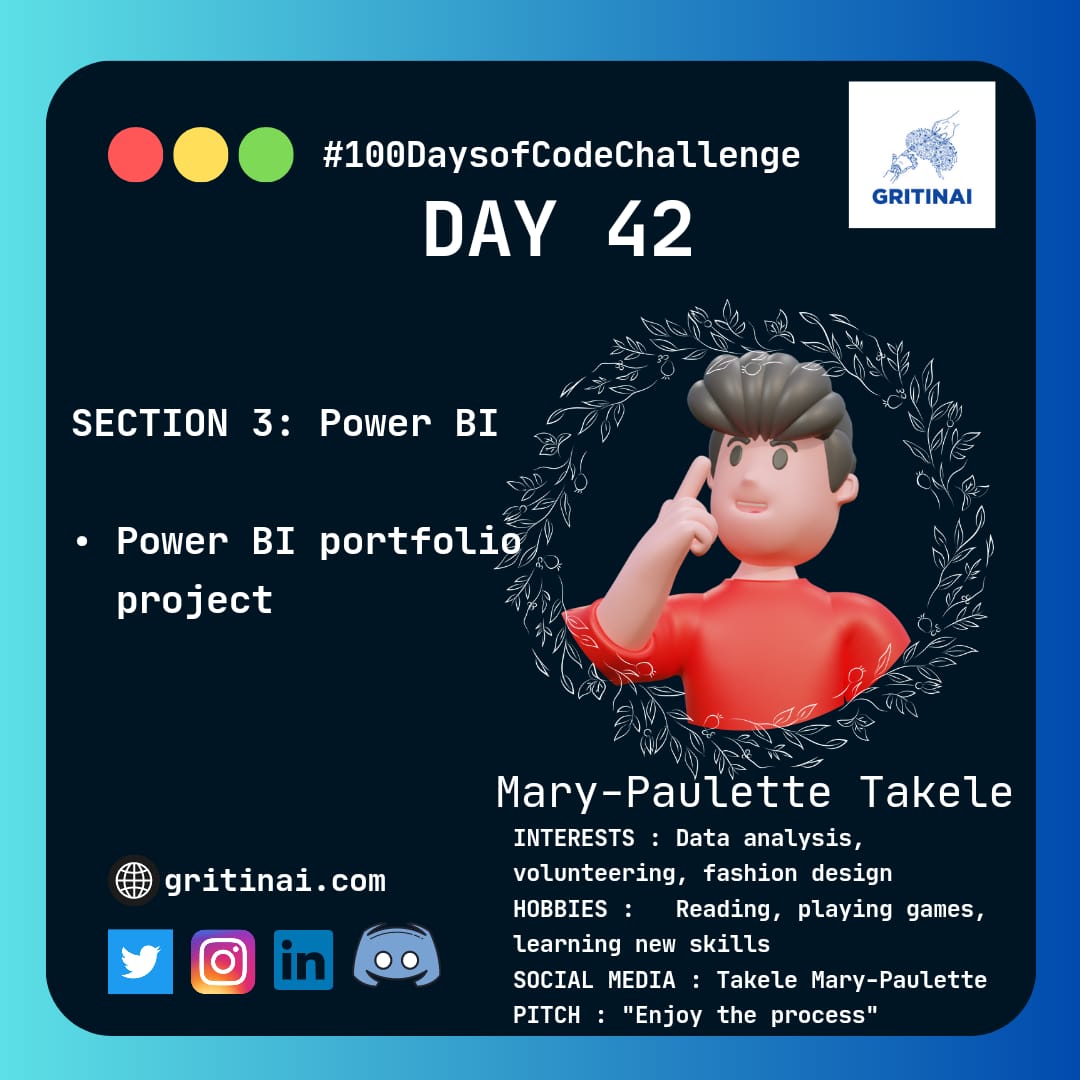 #100DaysofCodeChallenge
DAY 42
GRITINAI
SECTION 3: Power BI
• Power BI portfolio
project
Mary-Paulette Takele
INTERESTS : Data analysis,
volunteering, fashion design
HOBBIES :   Reading, playing games,
learning new skills
SOCIAL MEDIA : Takele Mary-Paulette
PITCH : "Enjoy the process"
gritinai.com
in